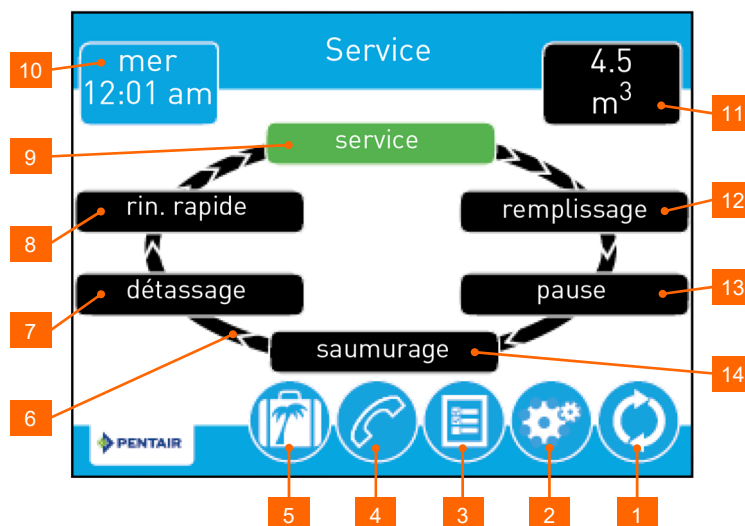 Service
10
mer
12:01 am
4.5
m³
11
9
service
8
rin. rapide
remplissage
12
7
détassage
pause
13
6
saumurage
14
PENTAIR
5
4
3
2
1